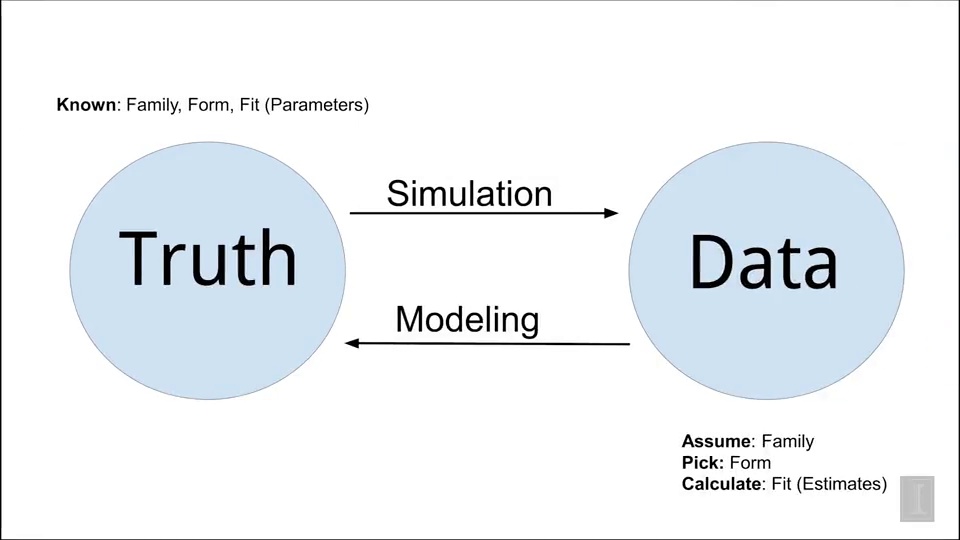 Known: Family, Form, Fit (Parameters)
Truth
Simulation
Modeling
Data
Assume: Family
Pick: Form
Calculate: Fit (Estimates)
I